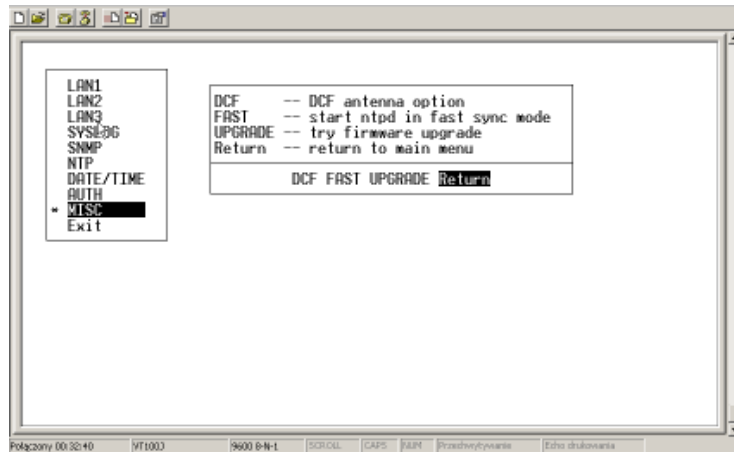 LAN1
LAN2
LAN3
SYSLOG
SNMP
NTP
DATE/TIME
AUTH
* MISC
Exit
DCF -- DCF antenna option
FAST -- start ntpd in fast sync mode
UPGRADE -- try firmware upgrade
Return -- return to main menu
DCF FAST UPGRADE Return
Połączony 00:32:40 VT100J 9600 8-N-1 SCROLL CAPS NUM Przechwytywanie Echo drukowania